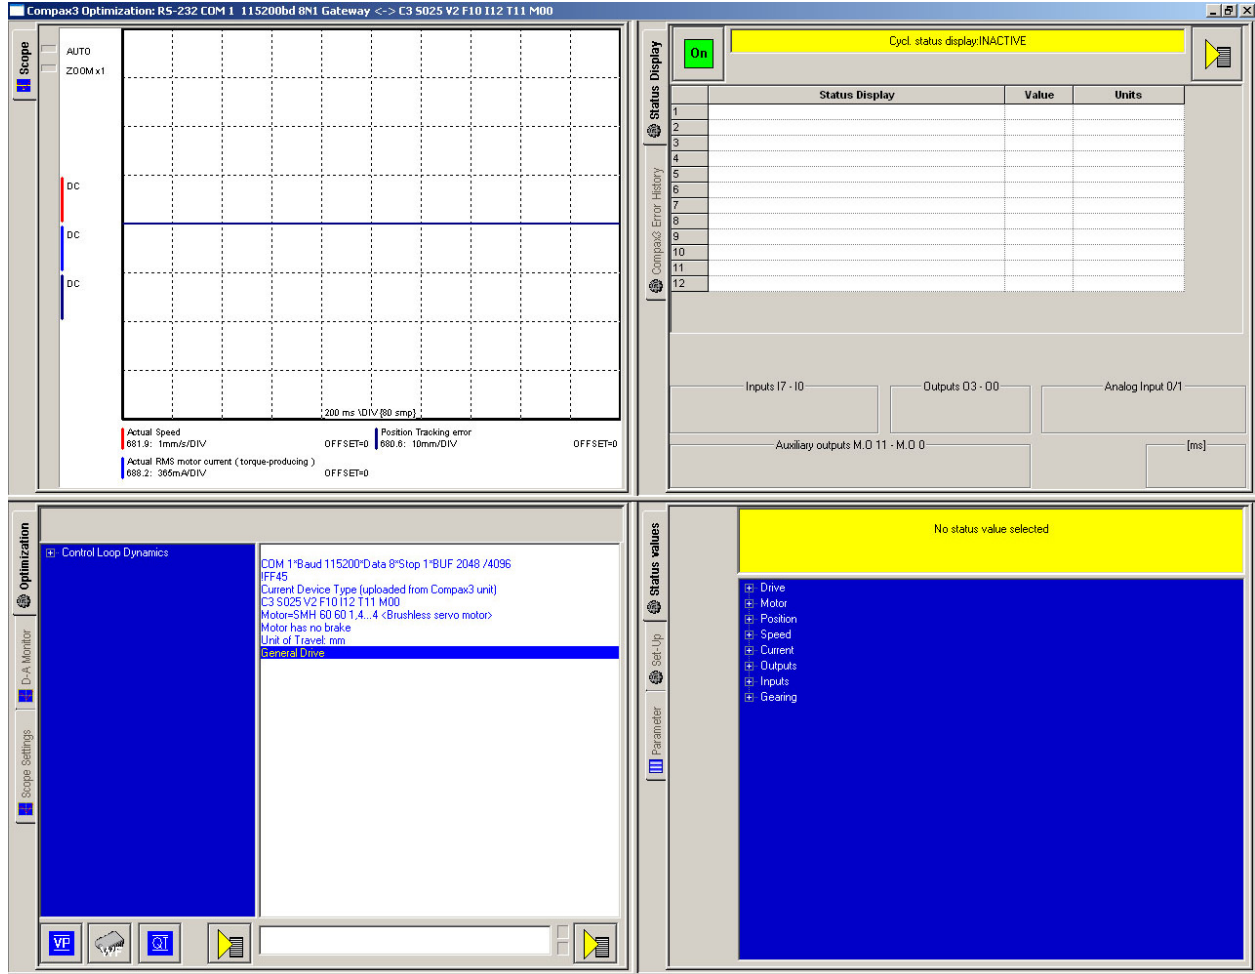 Compax3 Optimization: RS-232 COM 1 115200bd 8N1 Gateway <-> C3 S025 V2 F10 I12 T11 M00
Scope
AUTO
ZOOM x1
DC
DC
DC
200 ms \DIV {80 smp}
Actual Speed
681.9: 1mm/s/DIV OFFSET=0
Position Tracking error
680.6: 10mm/DIV OFFSET=0
Actual RMS motor current ( torque-producing )
688.2: 365mA/DIV OFFSET=0
Status Display
Compax3 Error History
On
Cycl. status display:INACTIVE
Status Display Value Units
1
2
3
4
5
6
7
8
9
10
11
12
Inputs I7 - I0
Outputs O3 - O0
Analog Input 0/1
Auxiliary outputs M.O 11 - M.O 0
[ms]
Optimization
D-A Monitor
Scope Settings
Control Loop Dynamics
COM 1*Baud 115200*Data 8*Stop 1*BUF 2048 /4096
!FF45
Current Device Type (uploaded from Compax3 unit)
C3 S025 V2 F10 I12 T11 M00
Motor=SMH 60 60 1,4...4 <Brushless servo motor>
Motor has no brake
Unit of Travel: mm
General Drive
VP
WF
QT
Status values
Set-Up
Parameter
No status value selected
Drive
Motor
Position
Speed
Current
Outputs
Inputs
Gearing